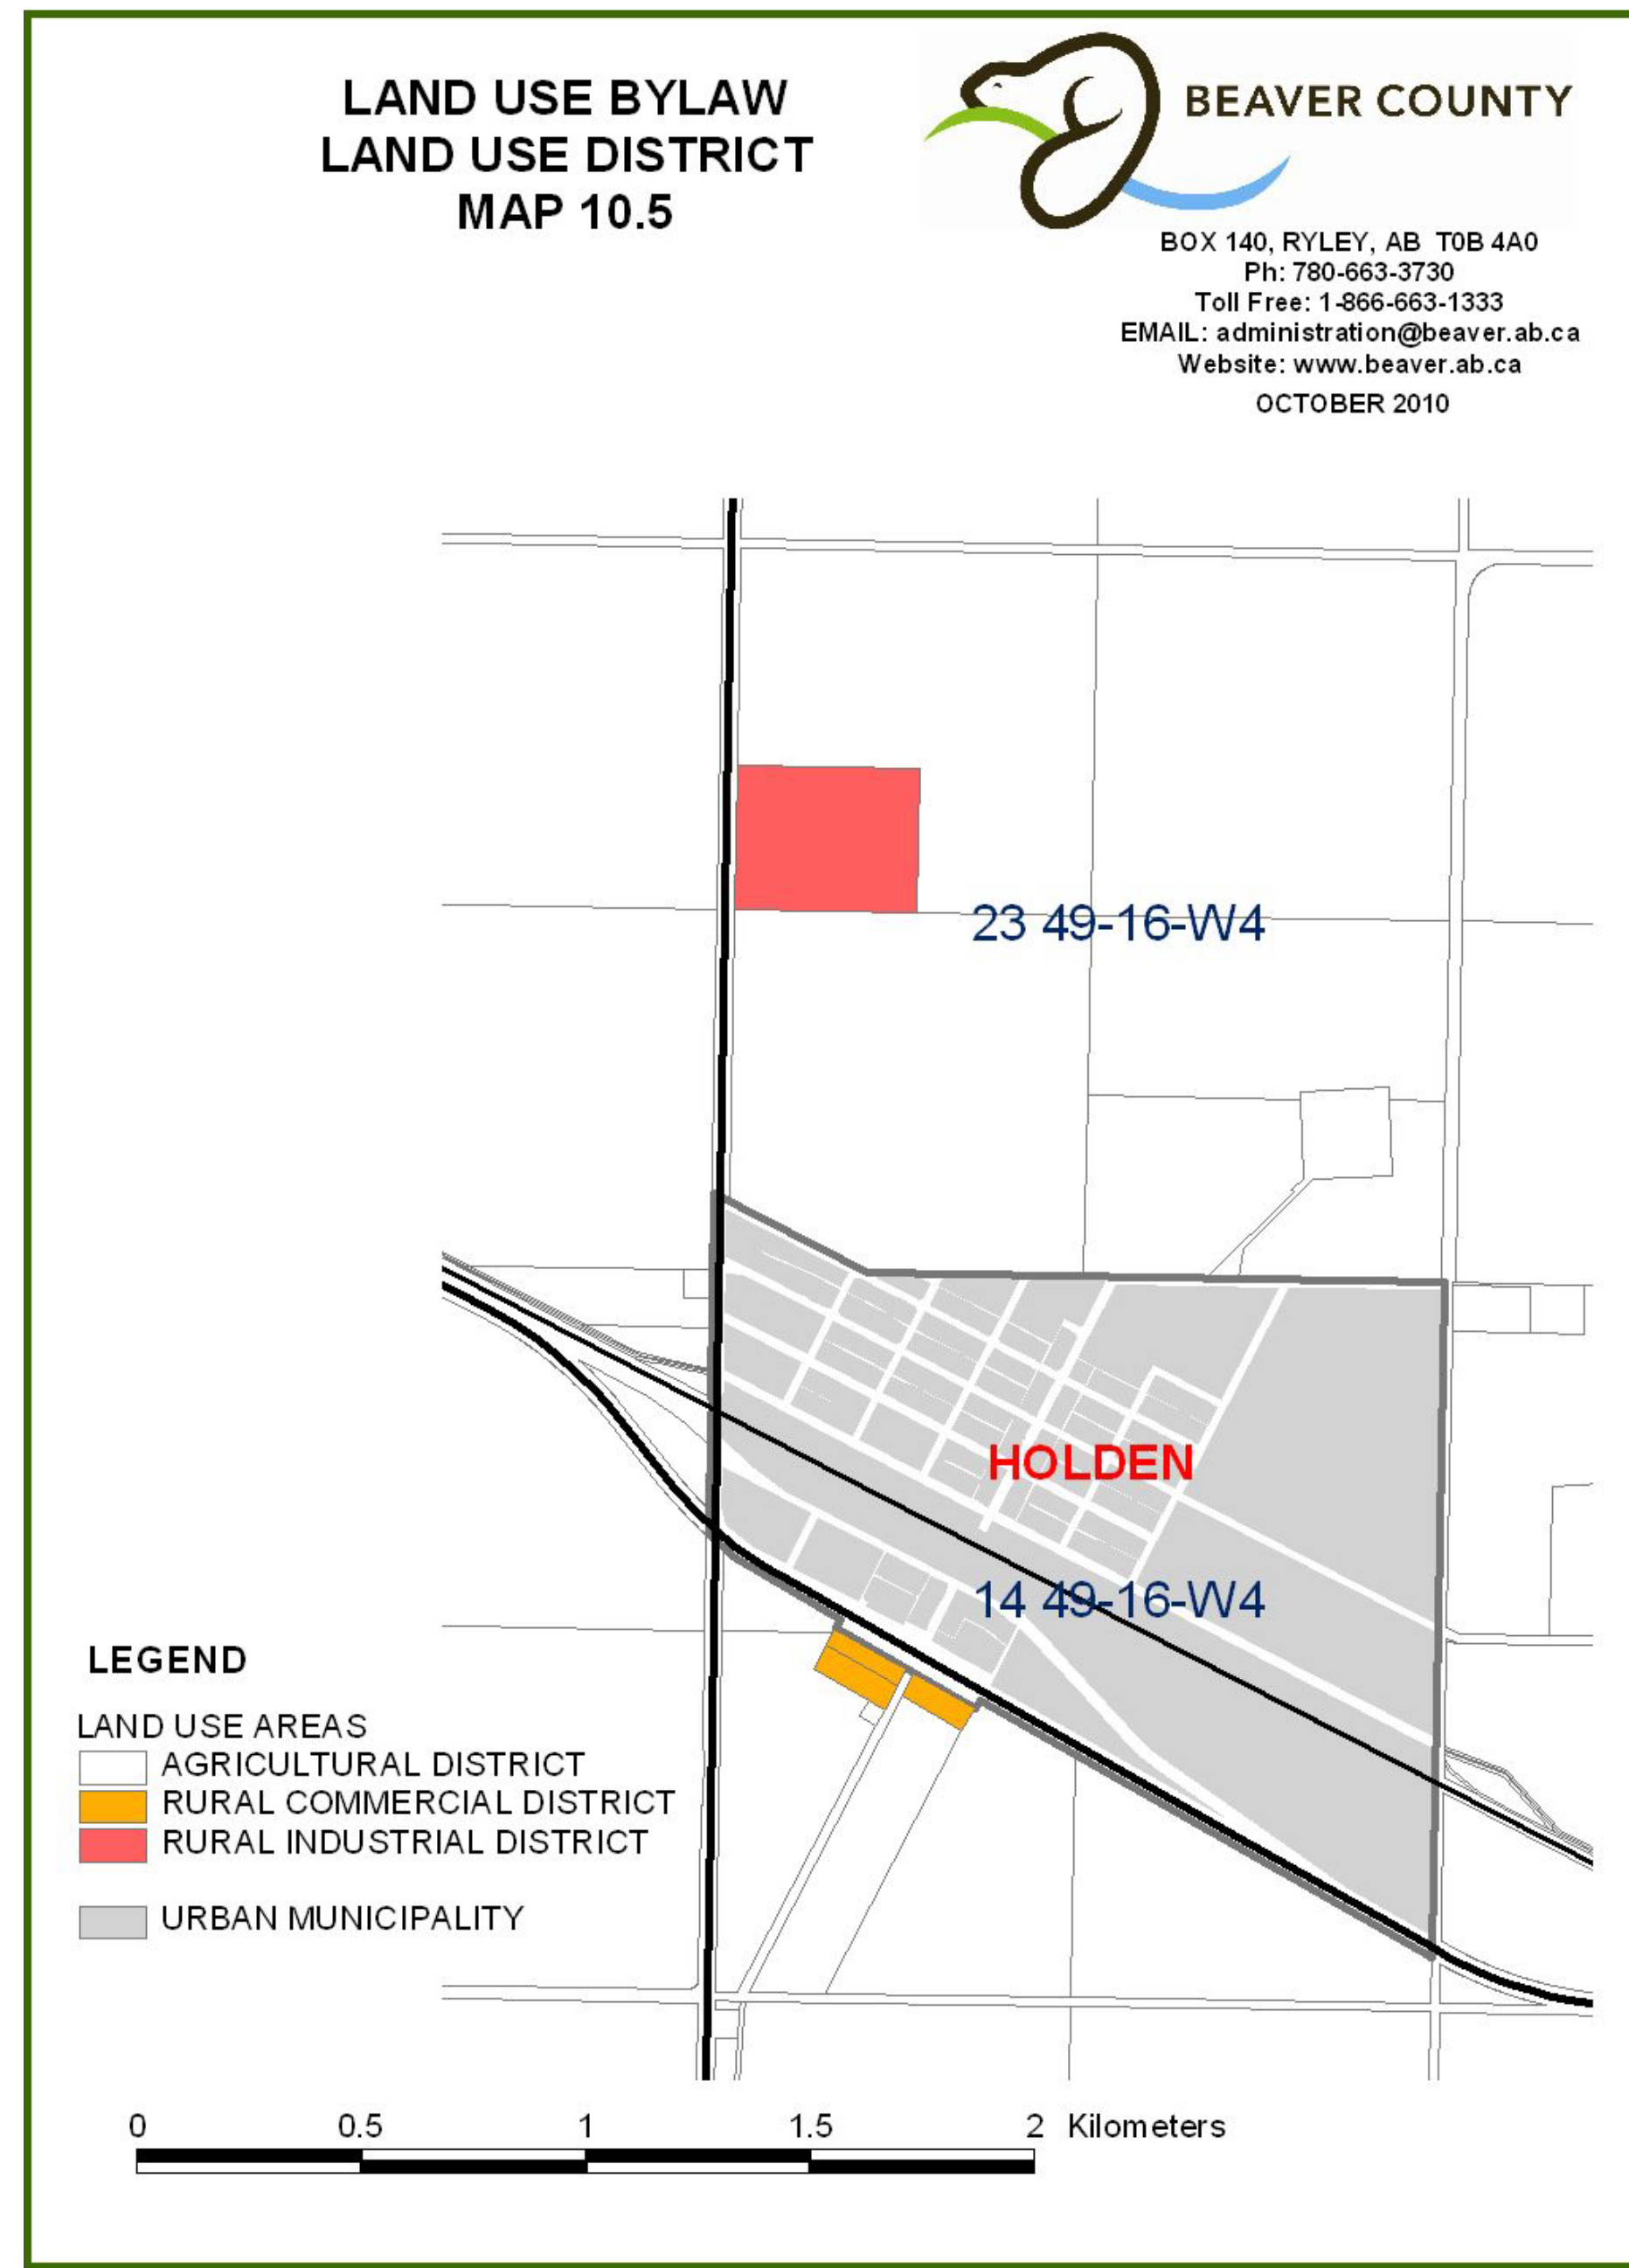 LAND USE BYLAW
LAND USE DISTRICT
MAP 10.5
BEAVER COUNTY
BOX 140, RYLEY, AB T0B 4A0
Ph: 780-663-3730
Toll Free: 1-866-663-1333
EMAIL: administration@beaver.ab.ca
Website: www.beaver.ab.ca
OCTOBER 2010
23 49-16-W4
HOLDEN
14 49-16-W4
LEGEND
LAND USE AREAS
AGRICULTURAL DISTRICT
RURAL COMMERCIAL DISTRICT
RURAL INDUSTRIAL DISTRICT
URBAN MUNICIPALITY
0 0.5 1 1.5 2 Kilometers